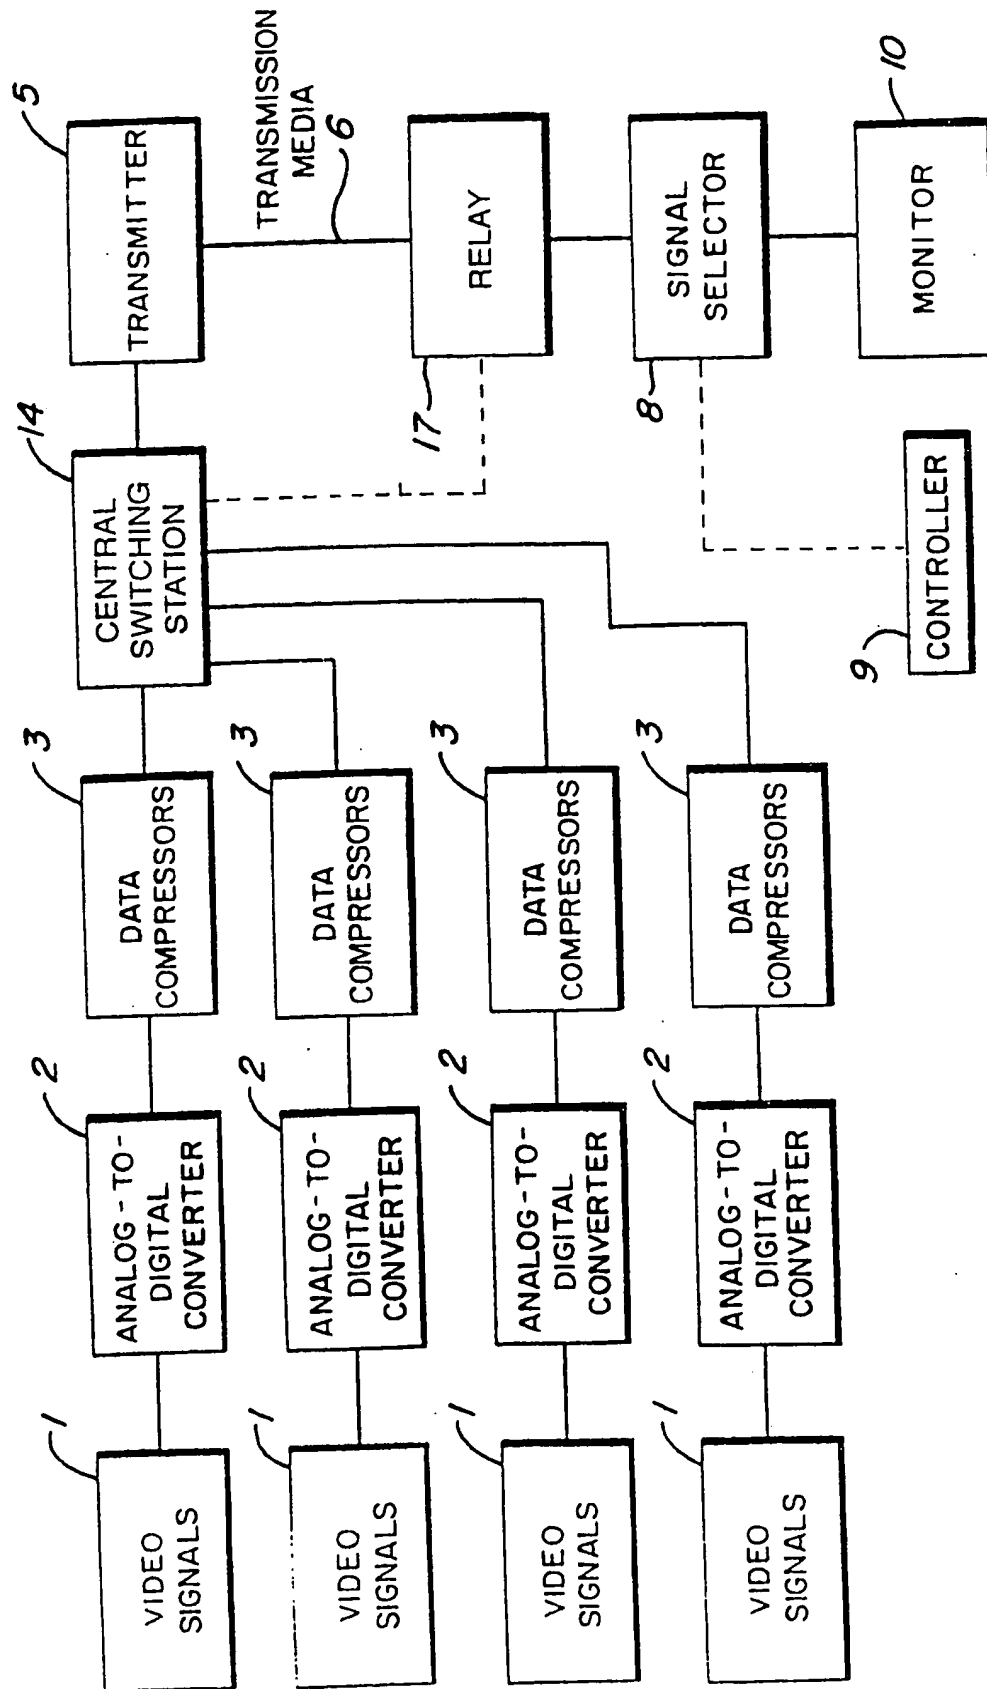 1
VIDEO
SIGNALS
2
ANALOG-TO-
DIGITAL
CONVERTER
3
DATA
COMPRESSORS
14
CENTRAL
SWITCHING
STATION
5
TRANSMITTER
1
VIDEO
SIGNALS
2
ANALOG-TO-
DIGITAL
CONVERTER
3
DATA
COMPRESSORS
TRANSMISSION
MEDIA
6
1
VIDEO
SIGNALS
2
ANALOG-TO-
DIGITAL
CONVERTER
3
DATA
COMPRESSORS
17
RELAY
1
VIDEO
SIGNALS
2
ANALOG-TO-
DIGITAL
CONVERTER
3
DATA
COMPRESSORS
8
SIGNAL
SELECTOR
9
CONTROLLER
10
MONITOR